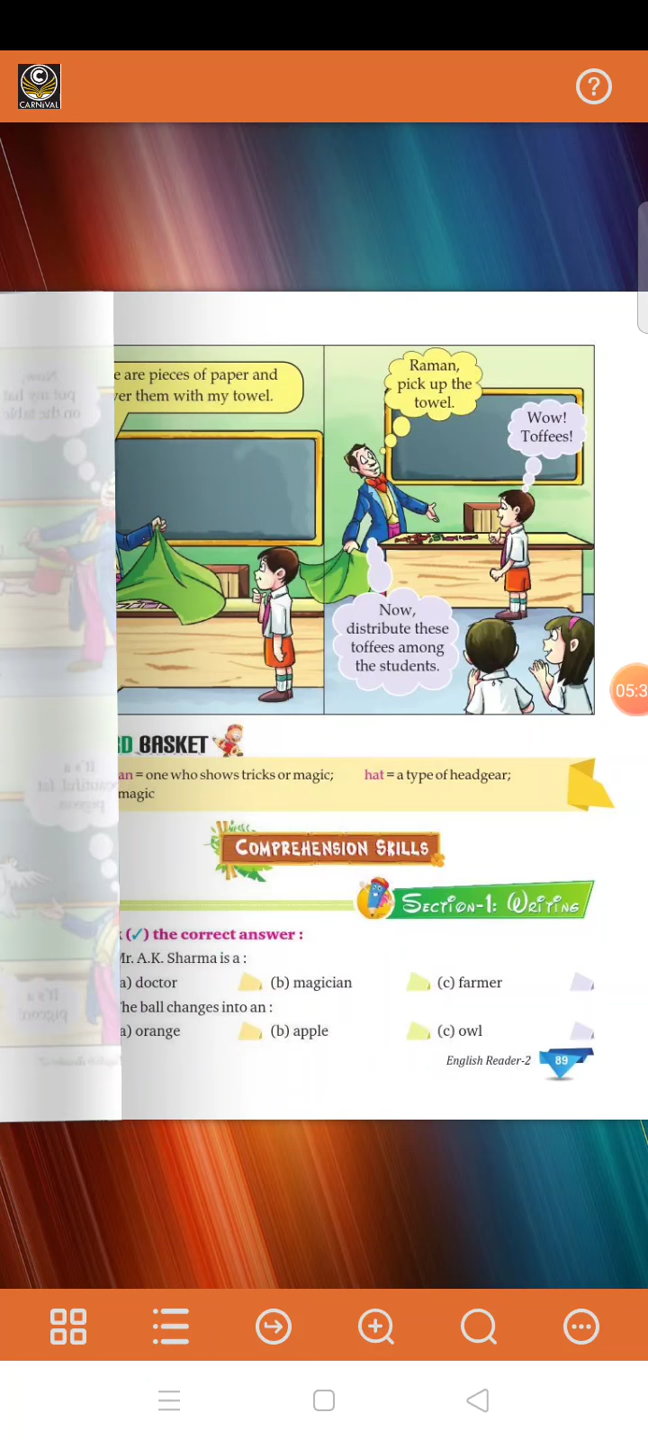 CARNiVAL
?
e are pieces of paper and
ver them with my towel.
Raman,
pick up the
towel.
Wow!
Toffees!
Now,
distribute these
toffees among
the students.
05:3
D BASKET
an = one who shows tricks or magic; hat = a type of headgear;
magic
COMPREHENSION SKILLS
SECTION-1: WRITING
(✓) the correct answer :
Mr. A.K. Sharma is a :
a) doctor (b) magician (c) farmer
The ball changes into an :
a) orange (b) apple (c) owl
English Reader-2 89